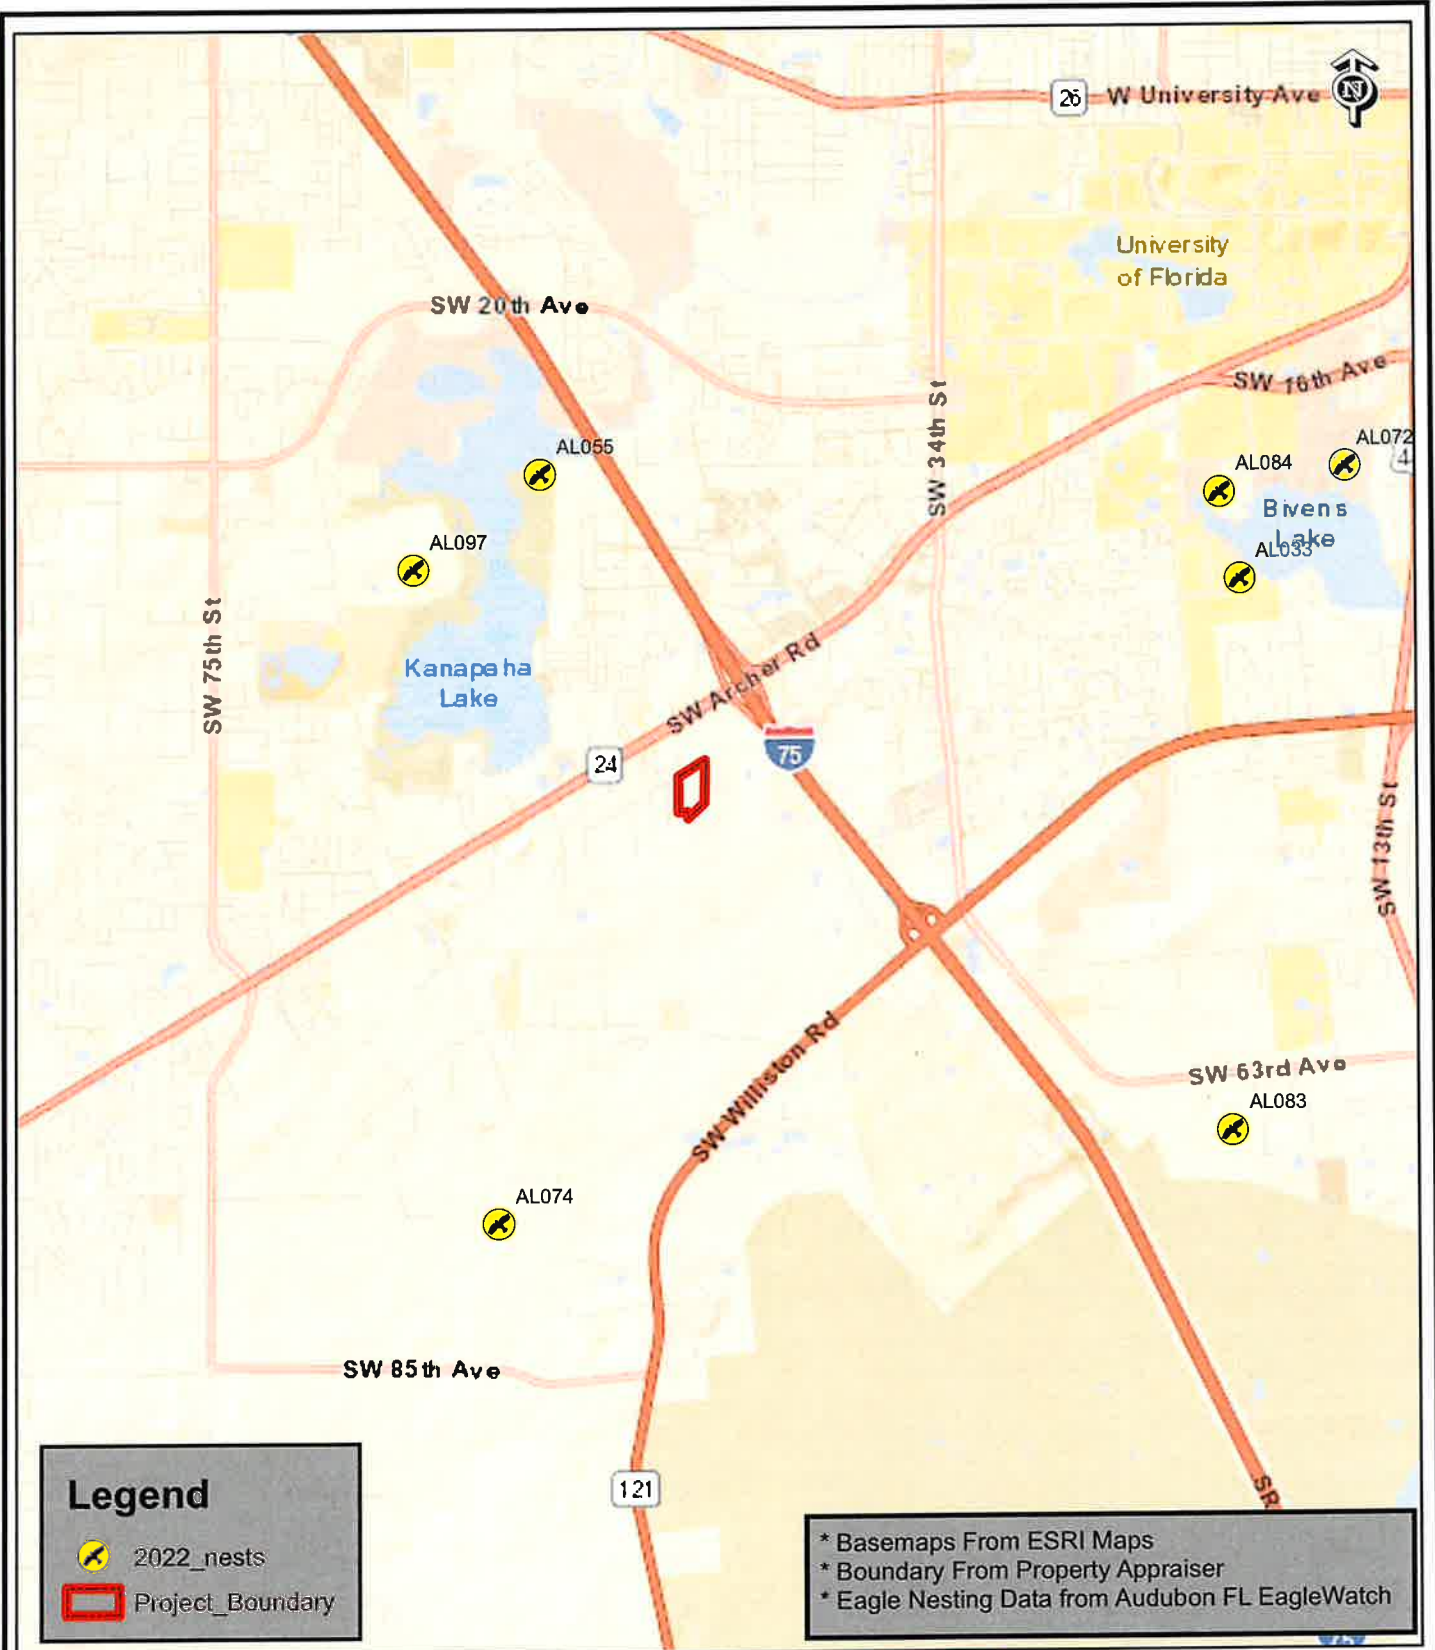 26
W University Ave
N
University
of Florida
SW 20th Ave
SW 16th Ave
SW 34th St
AL055
AL072
AL084
4
Bivens
Lake
AL097
AL033
SW 75th St
Kanapaha
Lake
SW Archer Rd
75
24
SW 13th St
SW Williston Rd
SW 63rd Ave
AL083
AL074
SW 85th Ave
121
SR
Legend
2022_nests
Project_Boundary
* Basemaps From ESRI Maps
* Boundary From Property Appraiser
* Eagle Nesting Data from Audubon FL EagleWatch